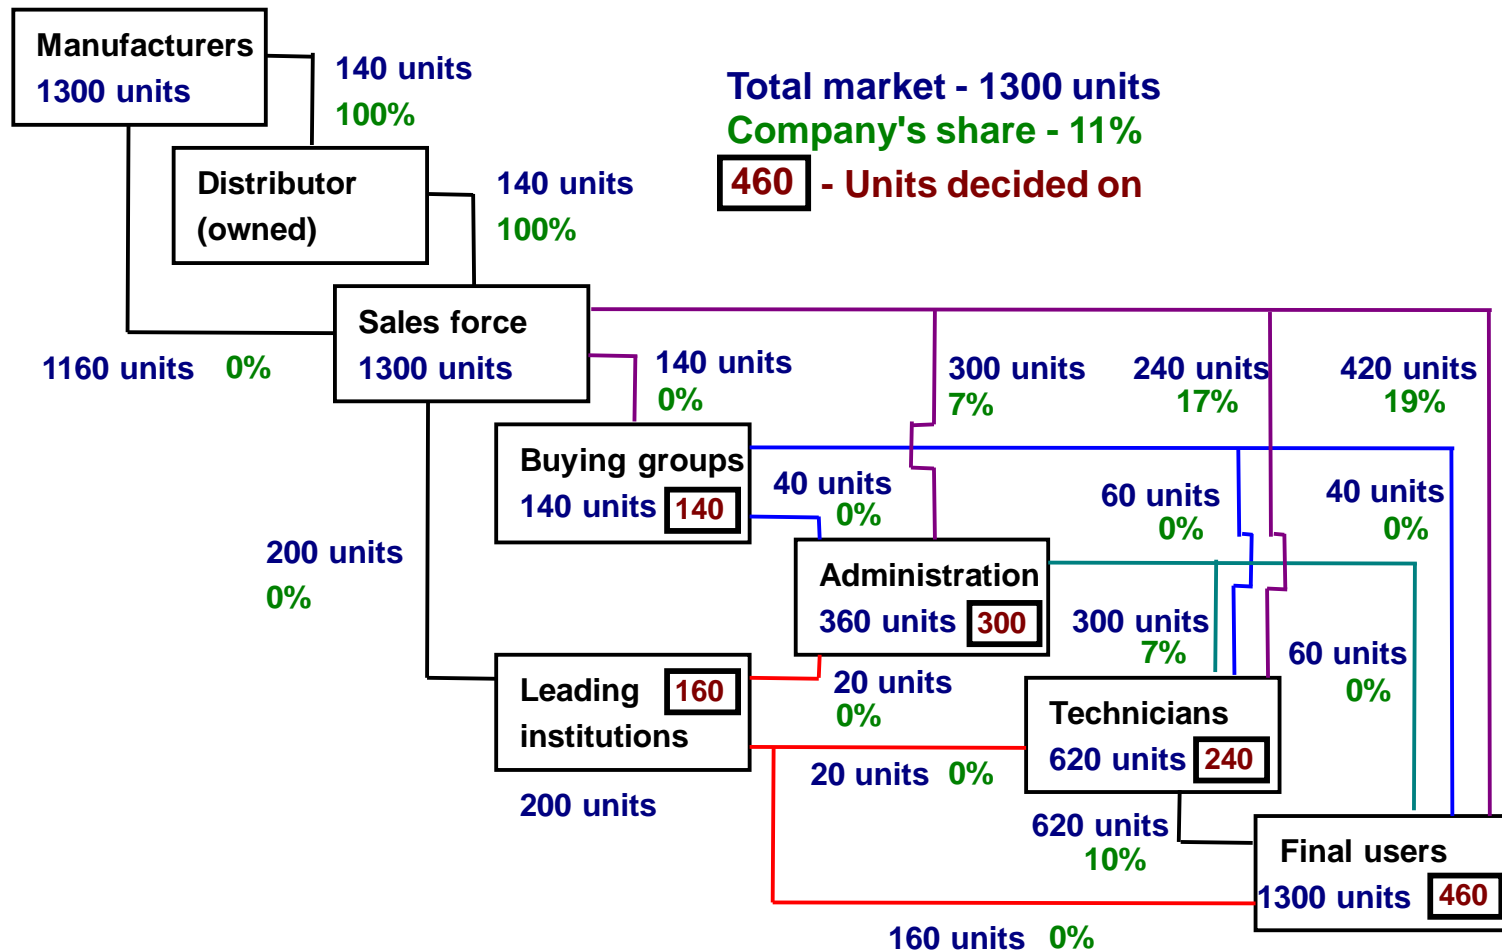 Manufacturers
1300 units
140 units
100%
Total market - 1300 units
Company's share - 11%
460 - Units decided on
Distributor
(owned)
140 units
100%
Sales force
1300 units
1160 units 0%
140 units
0%
300 units
7%
240 units
17%
420 units
19%
Buying groups
140 units 140
40 units
0%
60 units
0%
40 units
0%
200 units
0%
Administration
360 units 300
300 units
7%
60 units
0%
Leading 160
institutions
200 units
20 units
0%
Technicians
620 units 240
20 units 0%
620 units
10%
Final users
1300 units 460
160 units 0%